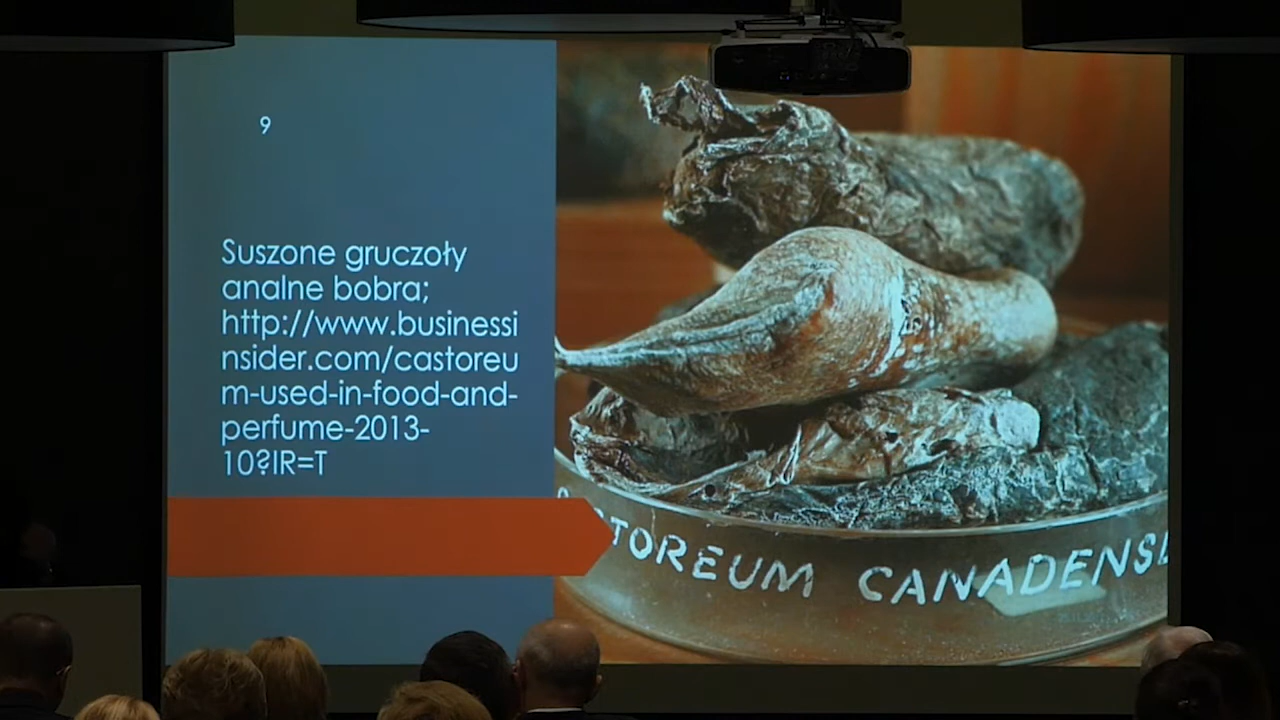 9
Suszone gruczoły
analne bobra;
http://www.businessi
nsider.com/castoreu
m-used-in-food-and-
perfume-2013-
10?IR=T
TOREUM CANADENS